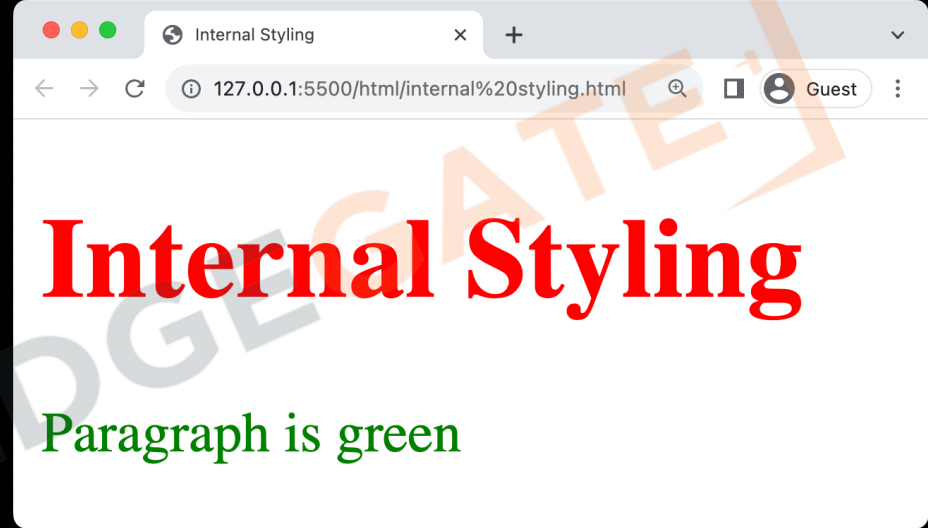 Internal Styling
127.0.0.1:5500/html/internal%20styling.html
Guest
Internal Styling
Paragraph is green
DGEGATE